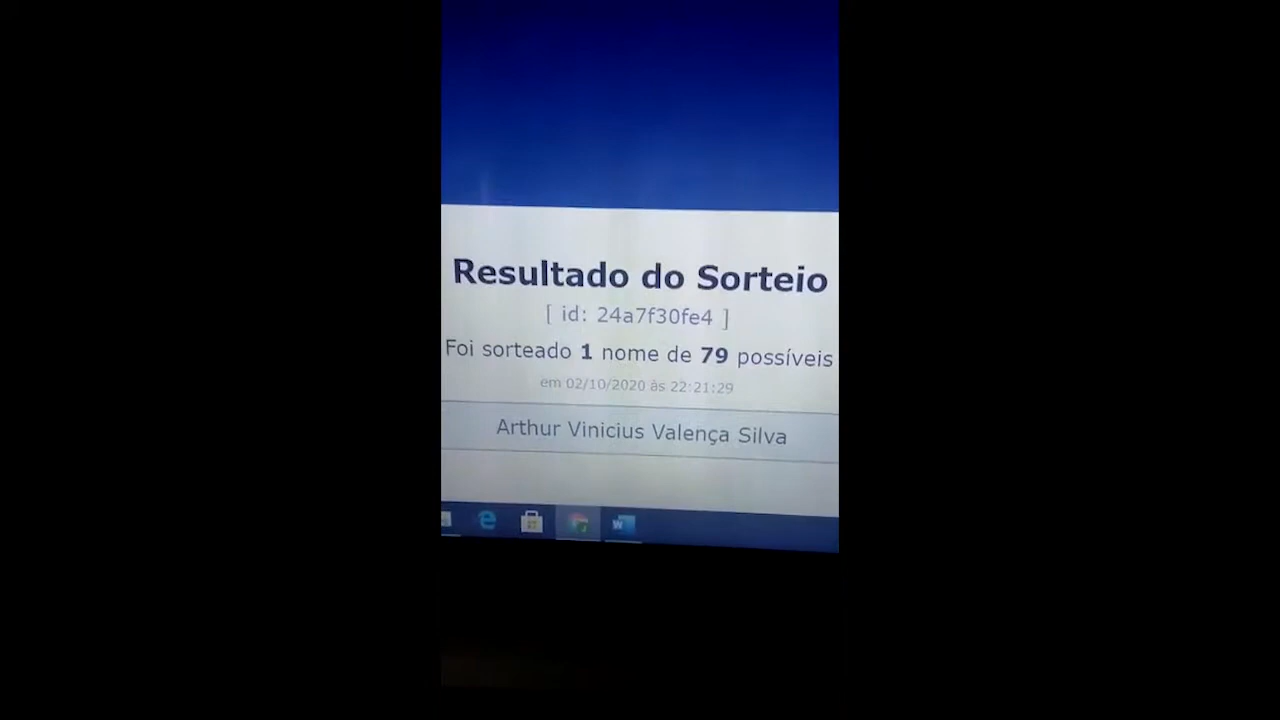 Resultado do Sorteio
[ id: 24a7f30fe4 ]
Foi sorteado 1 nome de 79 possíveis
em 02/10/2020 às 22:21:29
Arthur Vinicius Valença Silva